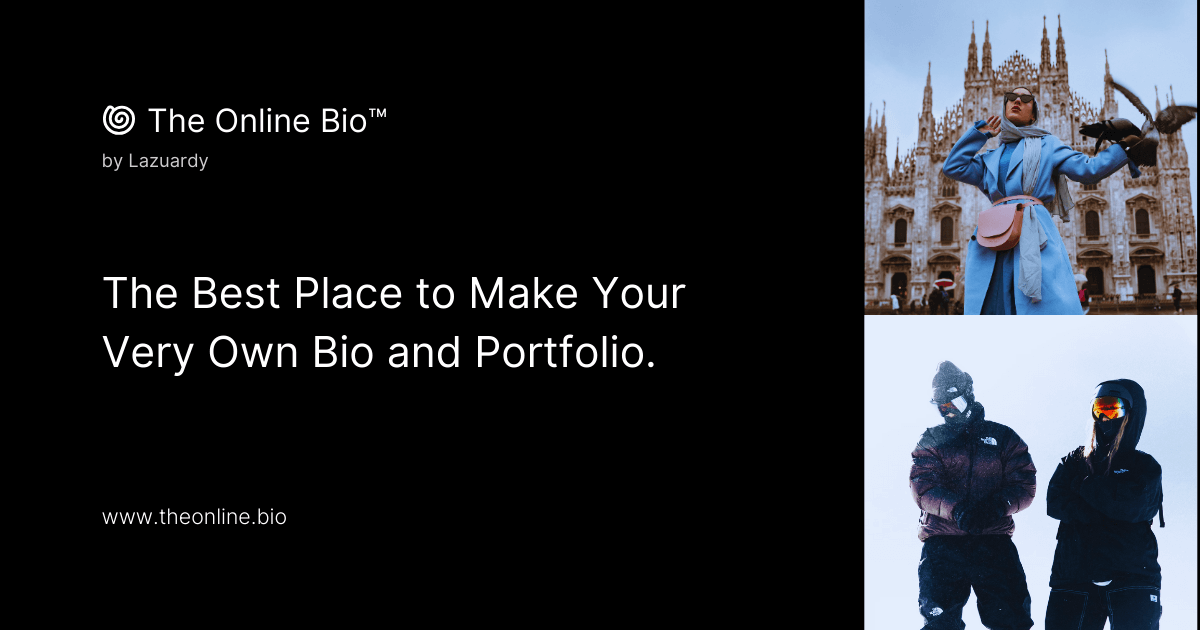 The Online Bio™
by Lazuardy
The Best Place to Make Your
Very Own Bio and Portfolio.
www.theonline.bio